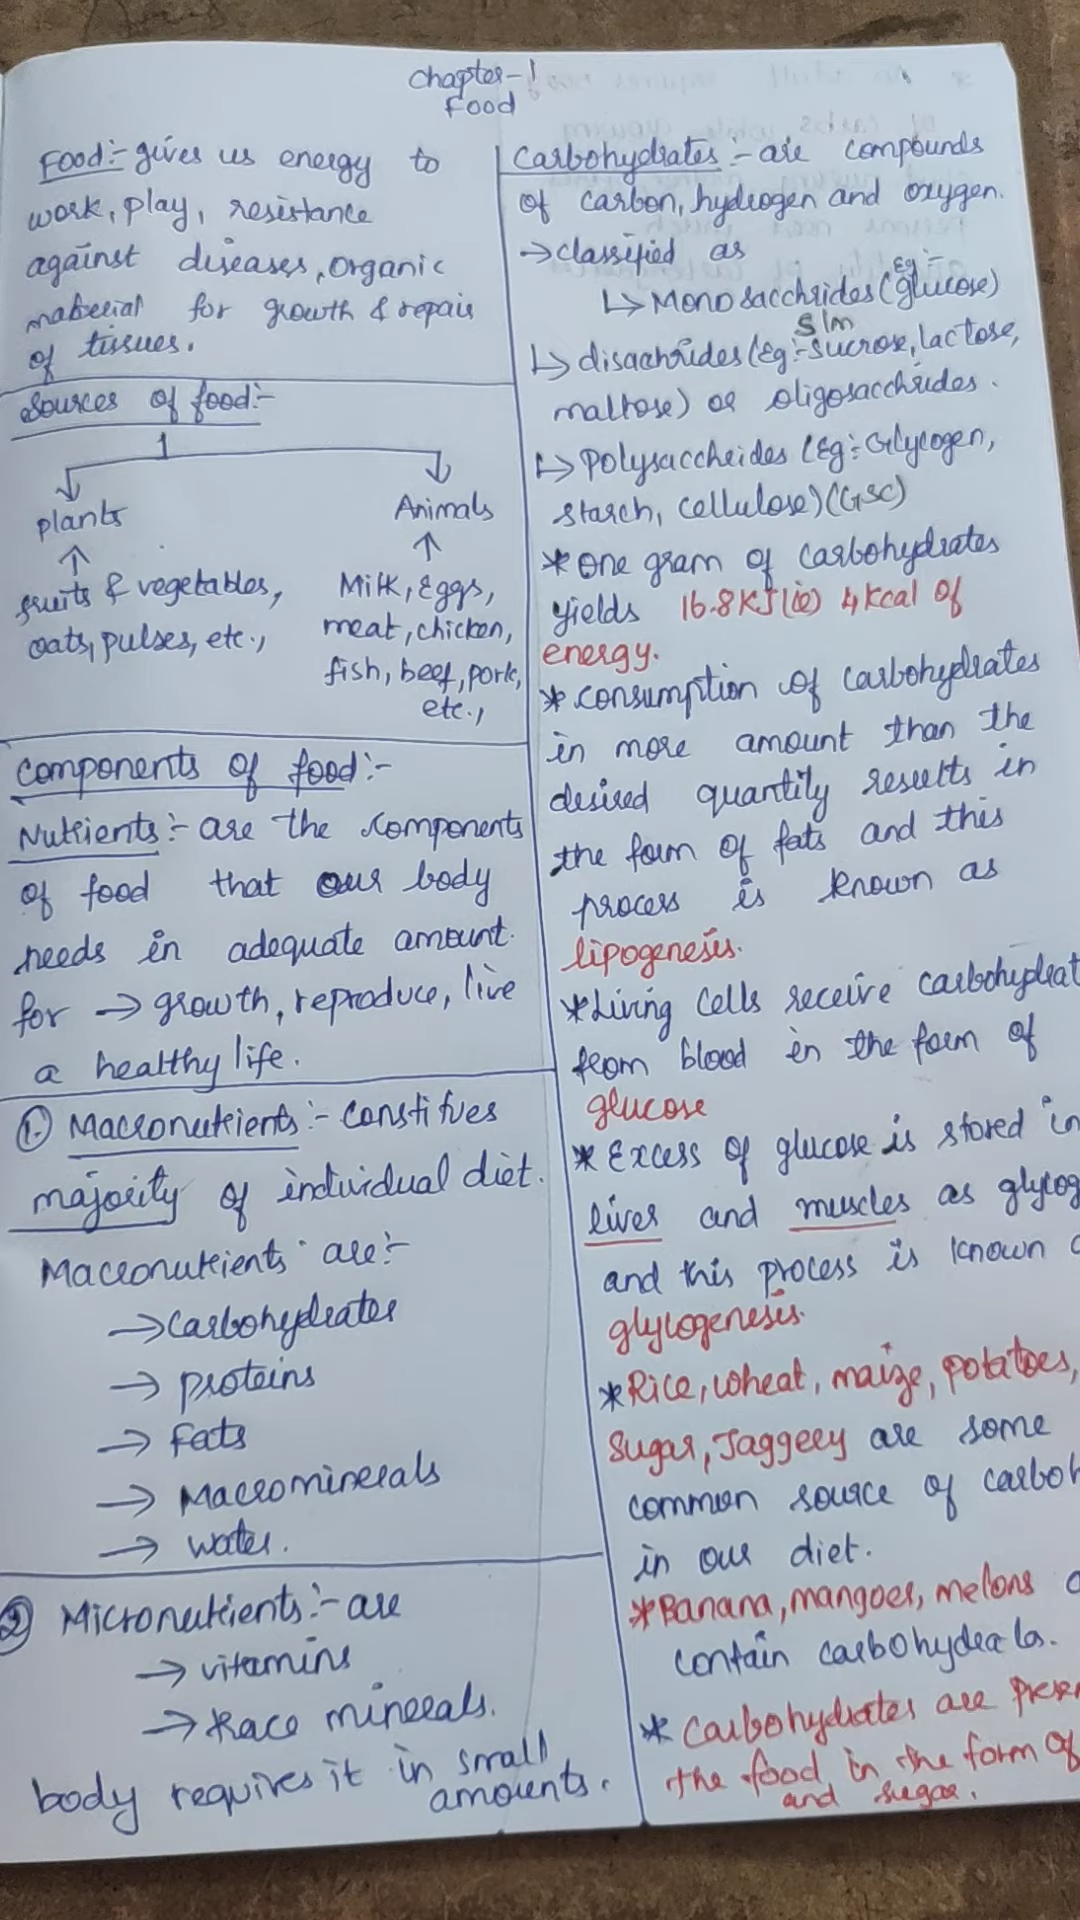 Chapter-1
Food
Food:- gives us energy to
work, play, resistance
against diseases, organic
material for growth & repair
of tissues.
Sources of food:-
plants
Animals
fruits & vegetables,
oats, pulses, etc.,
Milk, Eggs,
meat, chicken,
fish, beef, pork,
etc.,
Components of food:-
Nutrients:- are the components
of food that our body
needs in adequate amount.
for → growth, reproduce, live
a healthy life.
① Macronutrients:- constitues
majority of individual diet.
Macronutrients are:-
→ Carbohydrates
→ proteins
→ Fats
→ Macrominerals
→ water.
② Micronutrients:- are
→ vitamins
→ trace minerals.
body requires it in small
amounts.
Carbohydrates:- are compounds
of carbon, hydrogen and oxygen.
→ classified as
↳ Monosacchrides (Eg:- glucose)
↳ disacchrides (Eg:- sucrose, lactose,
SLM
maltose) or oligosacchrides.
↳ Polysaccheides (Eg:- Glycogen,
starch, cellulose) (GSC)
* One gram of carbohydrates
yields 16.8KJ (ie) 4 Kcal of
energy.
* Consumption of carbohydrates
in more amount than the
desired quantity results in
the form of fats and this
process is known as
lipogenesis.
* Living cells receive carbohydrat
from blood in the form of
glucose
* Excess of glucose is stored in
liver and muscles as glycog
and this process is known
glycogenesis.
* Rice, wheat, maize, potatoes,
Sugar, Jaggery are some
common source of carboh
in our diet.
* Banana, mangoes, melons
contain carbohydrates.
* Carbohydrates are presen
the food in the form of
and sugar.